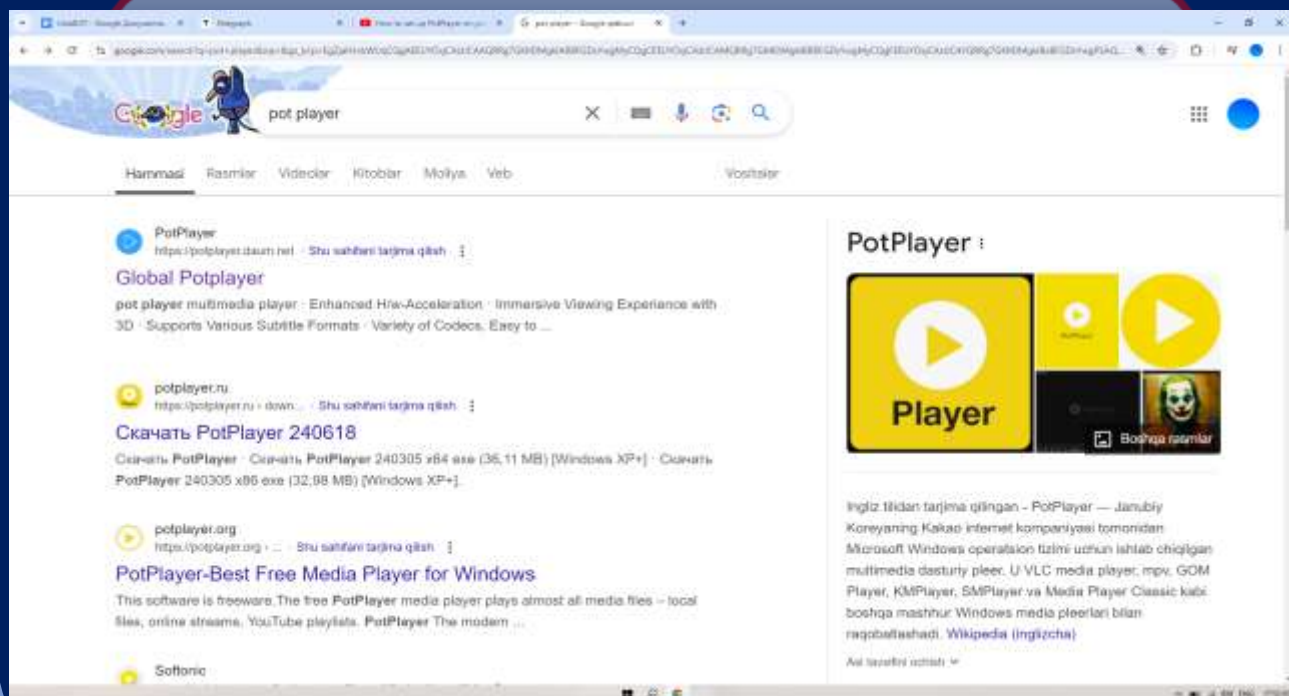 Google
pot player
Hammasi Rasmlar Videolar Kitoblar Moliya Veb Vositalar
PotPlayer
https://potplayer.daum.net · Shu sahifani tarjima qilish
Global Potplayer
pot player multimedia player · Enhanced H/w-Acceleration · Immersive Viewing Experience with
3D · Supports Various Subtitle Formats · Variety of Codecs, Easy to ...
potplayer.ru
https://potplayer.ru › down... · Shu sahifani tarjima qilish
Скачать PotPlayer 240618
Скачать PotPlayer · Скачать PotPlayer 240305 x64 exe (36,11 MB) [Windows XP+] · Скачать
PotPlayer 240305 x86 exe (32,98 MB) [Windows XP+].
potplayer.org
https://potplayer.org › ... · Shu sahifani tarjima qilish
PotPlayer-Best Free Media Player for Windows
This software is freeware.The free PotPlayer media player plays almost all media files – local
files, online streams, YouTube playlists. PotPlayer The modern ...
Softonic
PotPlayer
Player
Boshqa rasmlar
Ingliz tilidan tarjima qilingan - PotPlayer — Janubiy
Koreyaning Kakao internet kompaniyasi tomonidan
Microsoft Windows operatsion tizimi uchun ishlab chiqilgan
multimedia dasturiy pleer. U VLC media player, mpv, GOM
Player, KMPlayer, SMPlayer va Media Player Classic kabi
boshqa mashhur Windows media pleerlari bilan
raqobatlashadi. Wikipedia (inglizcha)
Asl tavsifini ochish